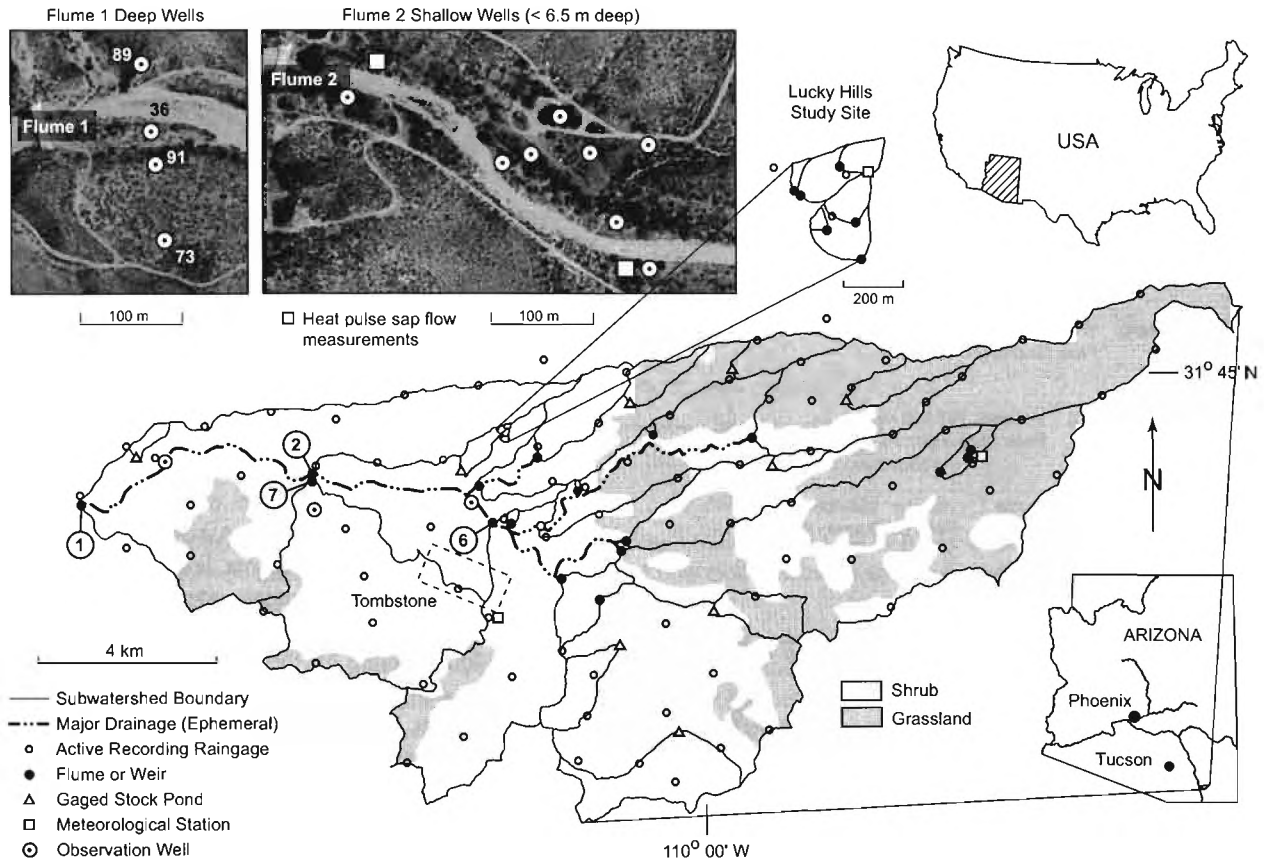 Flume 1 Deep Wells
Flume 2 Shallow Wells (< 6.5 m deep)
89
36
Flume 1
91
73
Flume 2
100 m
Heat pulse sap flow
measurements
100 m
Lucky Hills
Study Site
200 m
USA
31° 45' N
N
2
7
1
6
Tombstone
4 km
Subwatershed Boundary
Major Drainage (Ephemeral)
Active Recording Raingage
Flume or Weir
Gaged Stock Pond
Meteorological Station
Observation Well
Shrub
Grassland
110° 00' W
ARIZONA
Phoenix
Tucson